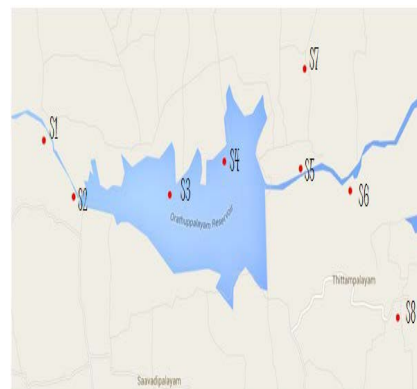 S7
S1
S4
S5
S2
S3
S6
Orathuppalayam Reservoir
Thittampalayam
S8
Saavadipalayam